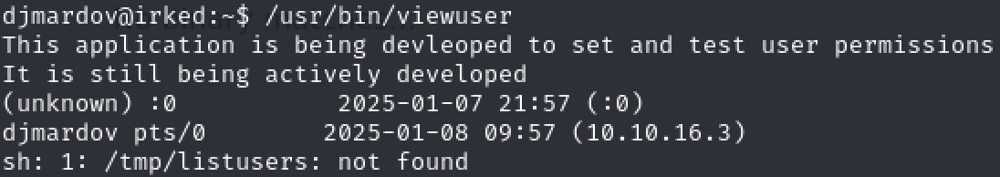 djmardov@irked:~$ /usr/bin/viewuser
This application is being devleoped to set and test user permissions
It is still being actively developed
(unknown) :0           2025-01-07 21:57 (:0)
djmardov pts/0        2025-01-08 09:57 (10.10.16.3)
sh: 1: /tmp/listusers: not found